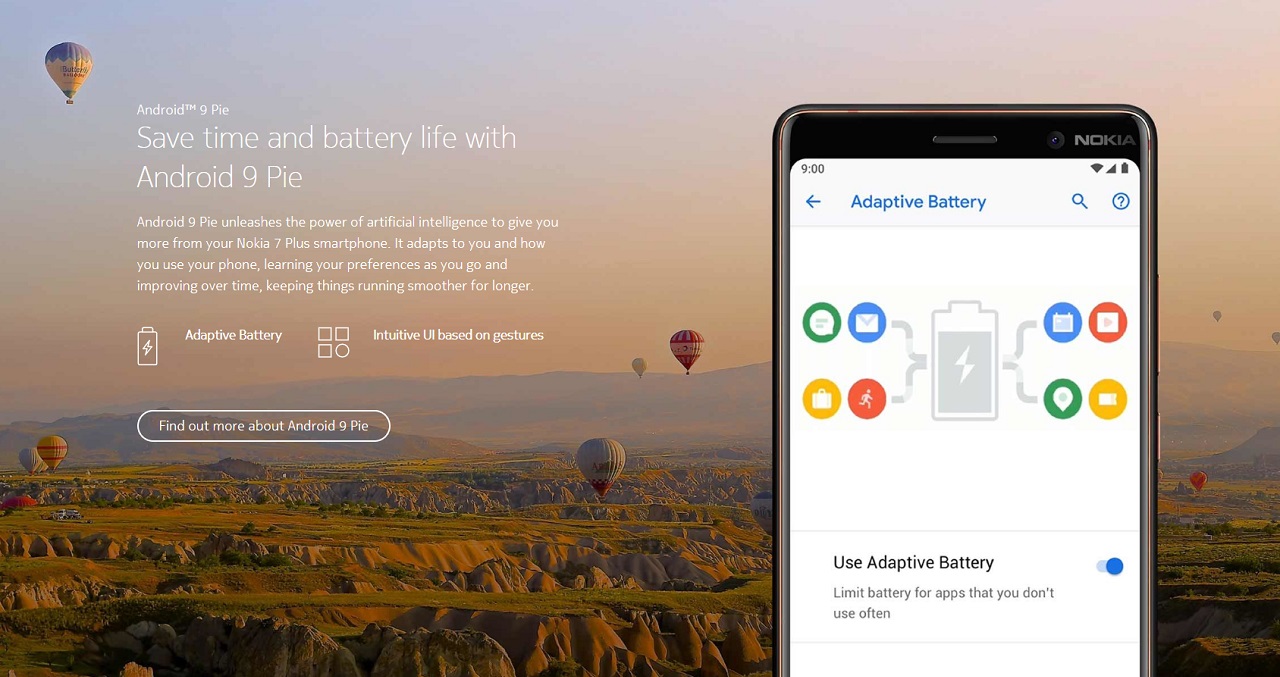 Android™ 9 Pie
Save time and battery life with
Android 9 Pie
Android 9 Pie unleashes the power of artificial intelligence to give you
more from your Nokia 7 Plus smartphone. It adapts to you and how
you use your phone, learning your preferences as you go and
improving over time, keeping things running smoother for longer.
Adaptive Battery
Intuitive UI based on gestures
Find out more about Android 9 Pie
NOKIA
9:00
Adaptive Battery
Use Adaptive Battery
Limit battery for apps that you don't
use often